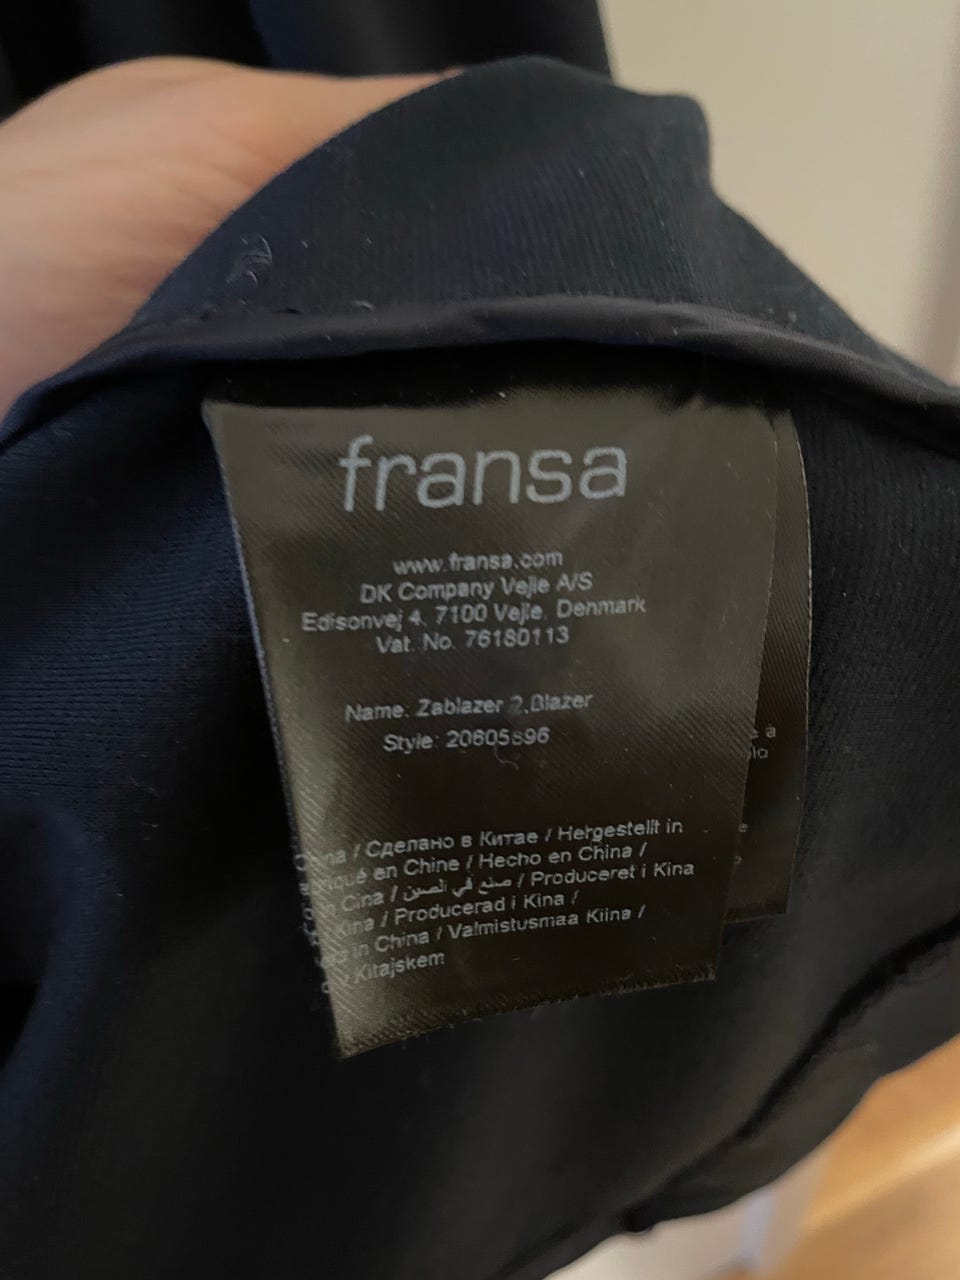 fransa
www.fransa.com
DK Company Vejle A/S
Edisonvej 4, 7100 Vejle, Denmark
Vat. No. 76180113
Name: Zablazer 2 Blazer
Style: 20605896
China / Сделано в Китае / Hergestellt in
en Chine / Hecho en China /
in Cina / صنع في الصين / Produceret i Kina
Kina / Producerad i Kina /
in China / Valmistusmaa Kiina /
v Kitajskem